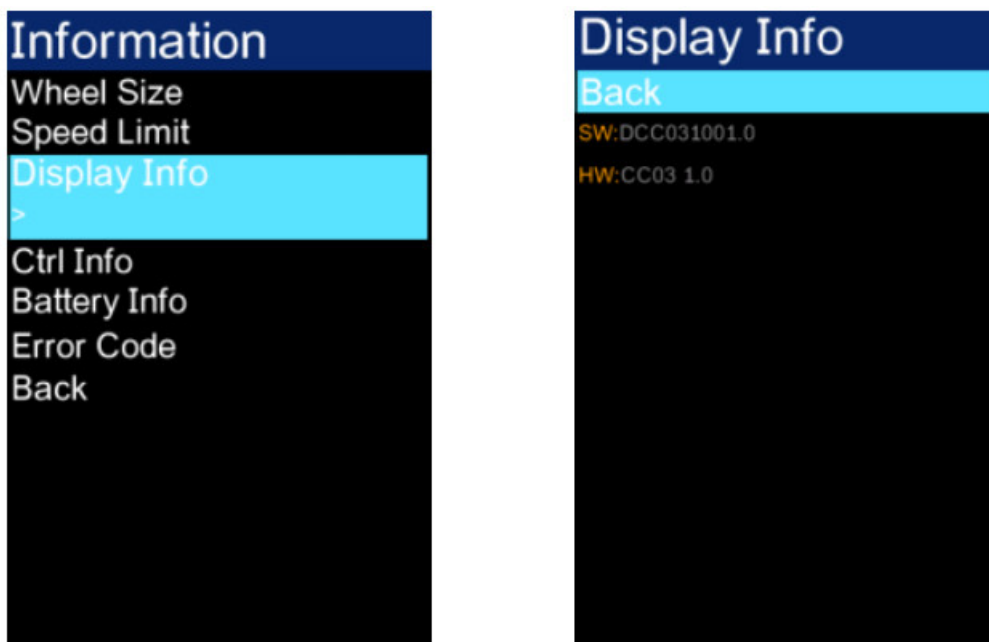 Information
Wheel Size
Speed Limit
Display Info
>
Ctrl Info
Battery Info
Error Code
Back
Display Info
Back
SW:DCC031001.0
HW:CC03 1.0